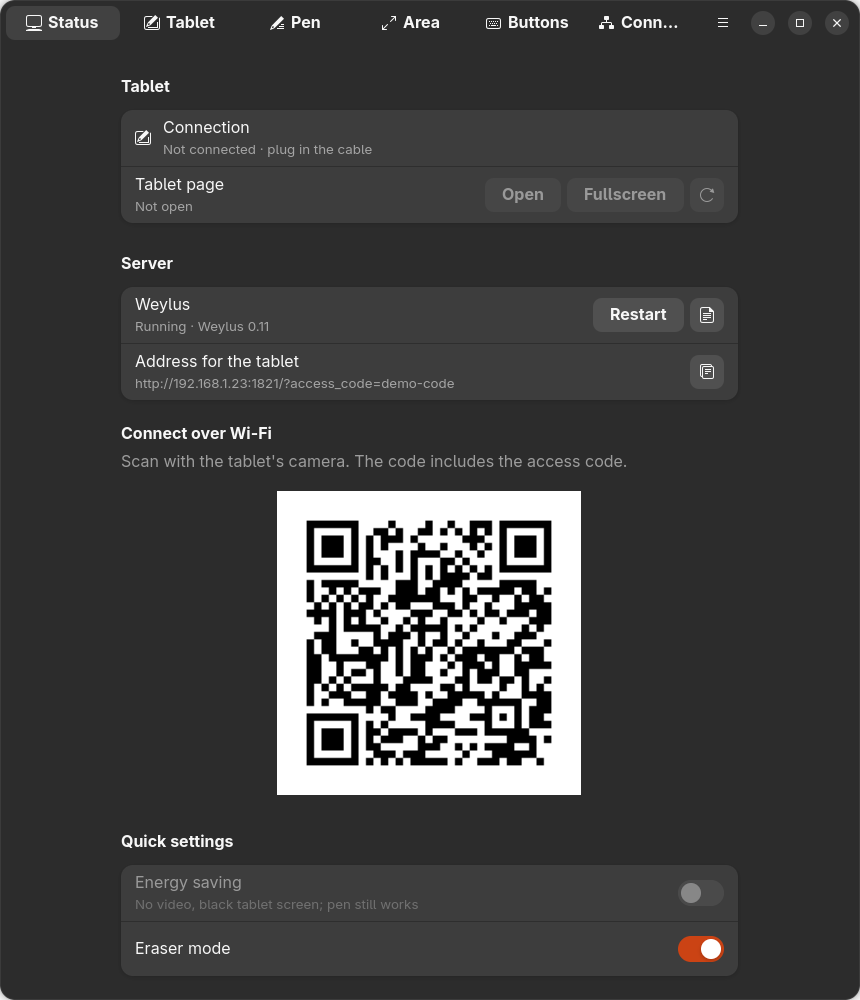 Status
Tablet
Pen
Area
Buttons
Conn…
Tablet
Connection
Not connected · plug in the cable
Tablet page
Not open
Open
Fullscreen
Server
Weylus
Running · Weylus 0.11
Restart
Address for the tablet
http://192.168.1.23:1821/?access_code=demo-code
Connect over Wi-Fi
Scan with the tablet's camera. The code includes the access code.
Quick settings
Energy saving
No video, black tablet screen; pen still works
Eraser mode